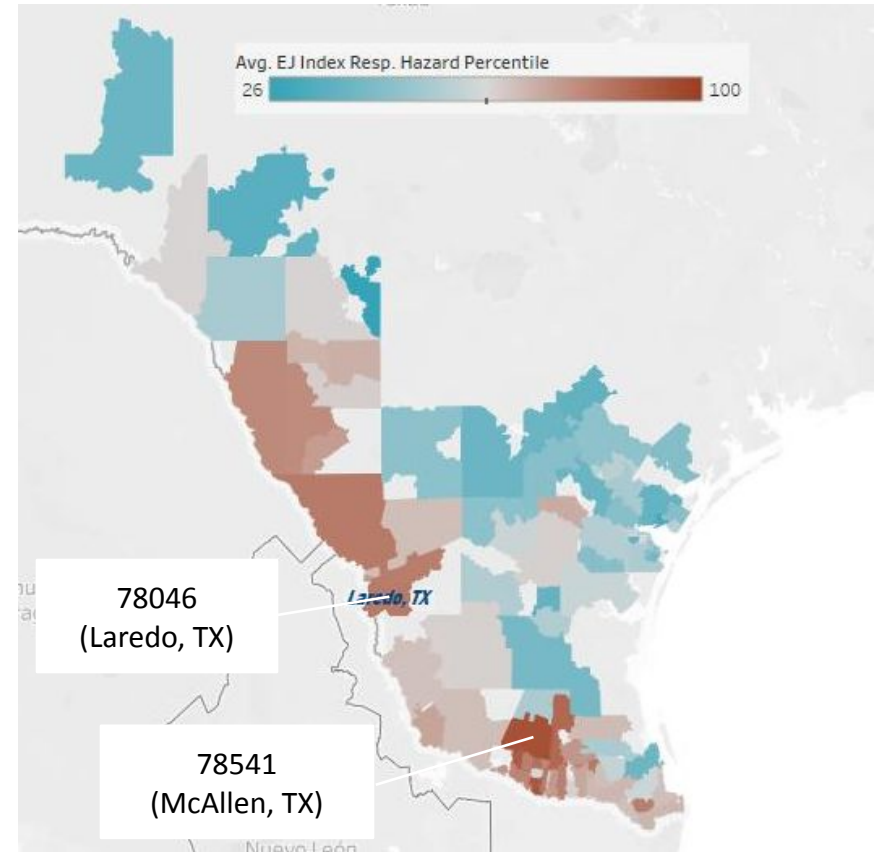 Avg. EJ Index Resp. Hazard Percentile
26
100
78046
(Laredo, TX)
Laredo, TX
78541
(McAllen, TX)
Nuevo León